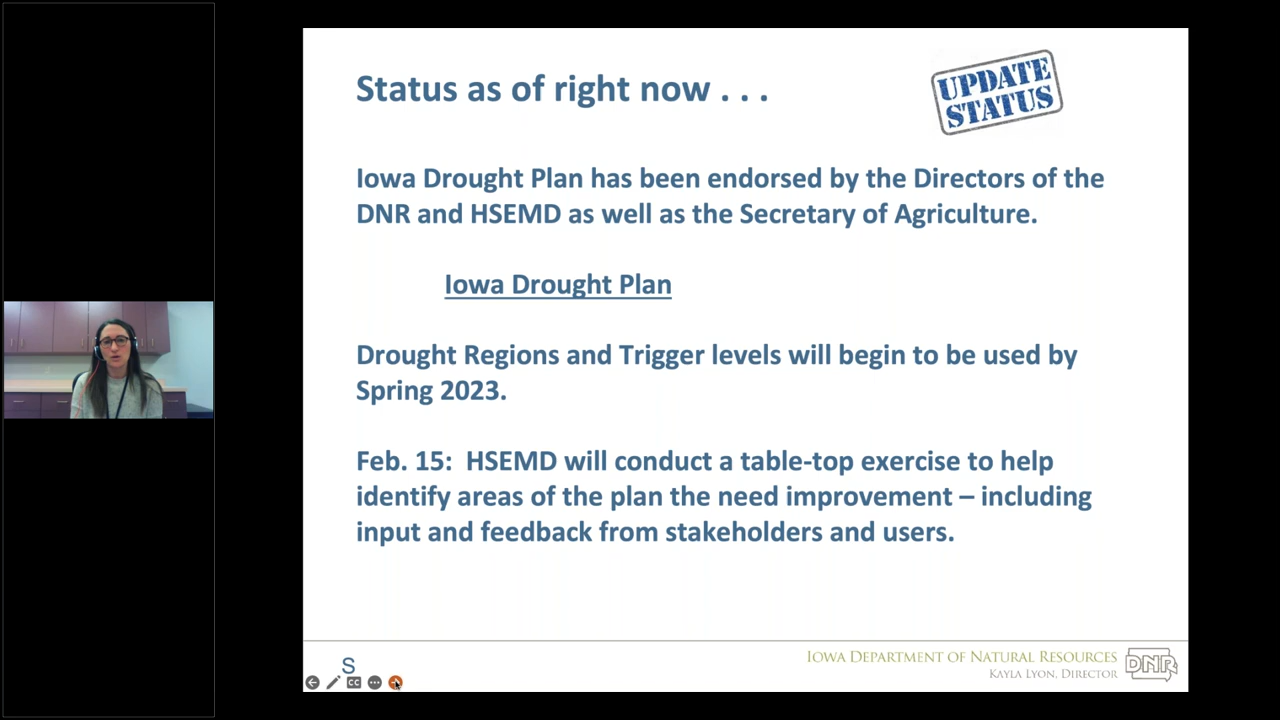 Status as of right now . . .
UPDATE
STATUS
Iowa Drought Plan has been endorsed by the Directors of the
DNR and HSEMD as well as the Secretary of Agriculture.
Iowa Drought Plan
Drought Regions and Trigger levels will begin to be used by
Spring 2023.
Feb. 15:  HSEMD will conduct a table-top exercise to help
identify areas of the plan the need improvement – including
input and feedback from stakeholders and users.
IOWA DEPARTMENT OF NATURAL RESOURCES
KAYLA LYON, DIRECTOR
DNR
S
CC